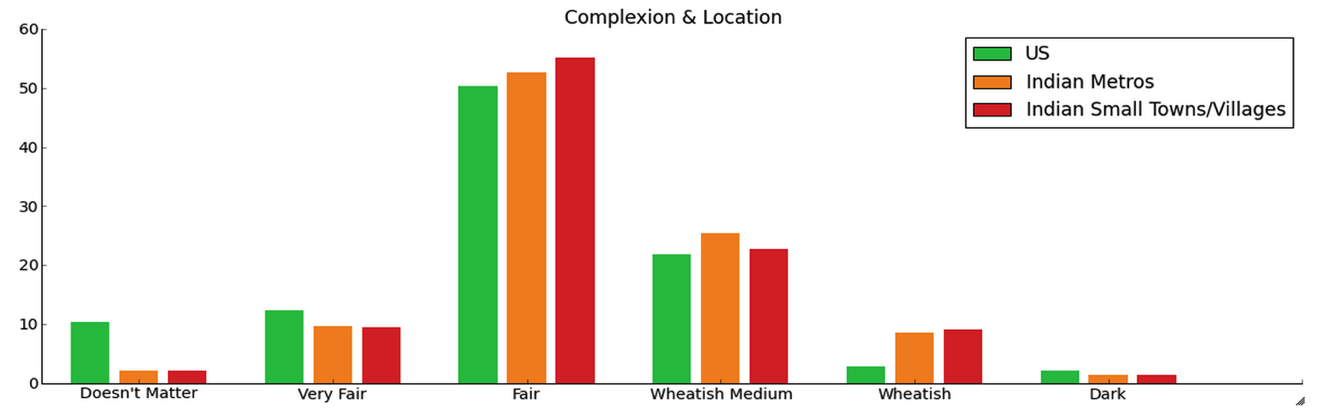 Complexion & Location
US
Indian Metros
Indian Small Towns/Villages
60
50
40
30
20
10
0
Doesn't Matter
Very Fair
Fair
Wheatish Medium
Wheatish
Dark